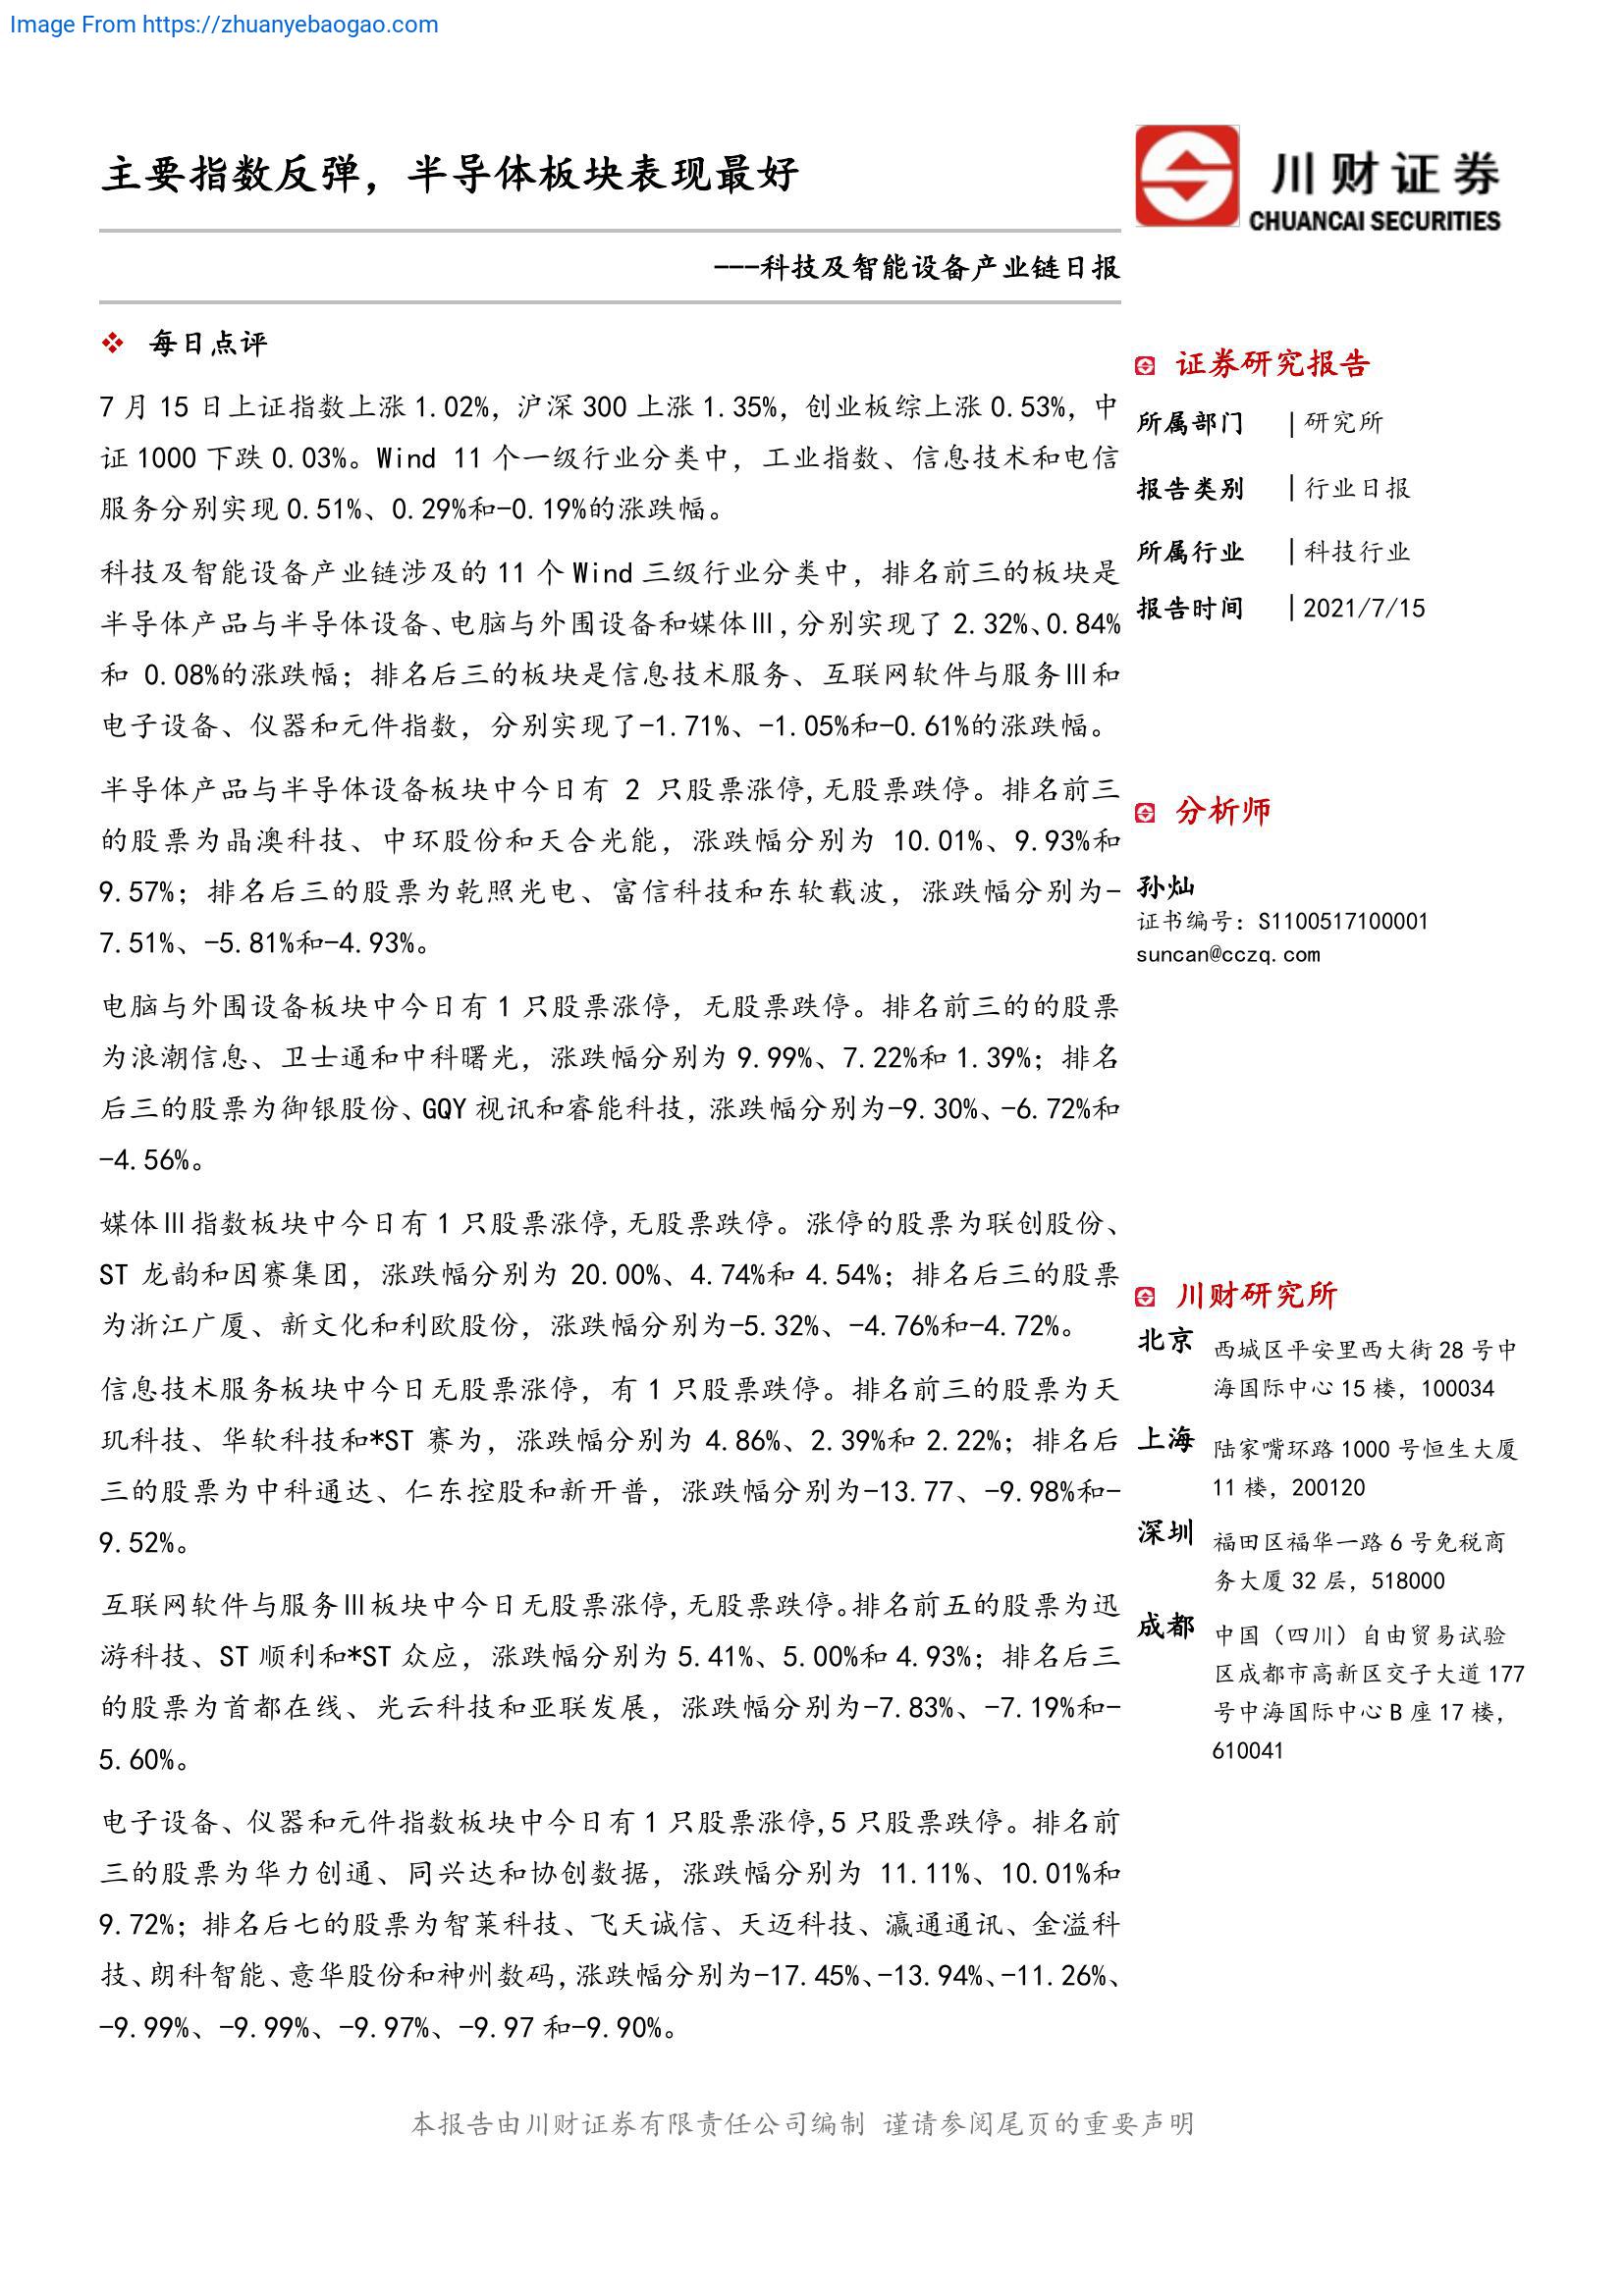 Image From https://zhuanyebaogao.com
主要指数反弹，半导体板块表现最好
川财证券
CHUANCAI SECURITIES
---科技及智能设备产业链日报
每日点评
7 月 15 日上证指数上涨 1.02%，沪深 300 上涨 1.35%，创业板综上涨 0.53%，中
证 1000 下跌 0.03%。Wind 11 个一级行业分类中，工业指数、信息技术和电信
服务分别实现 0.51%、0.29%和-0.19%的涨跌幅。
科技及智能设备产业链涉及的 11 个 Wind 三级行业分类中，排名前三的板块是
半导体产品与半导体设备、电脑与外围设备和媒体Ⅲ,分别实现了 2.32%、0.84%
和 0.08%的涨跌幅；排名后三的板块是信息技术服务、互联网软件与服务Ⅲ和
电子设备、仪器和元件指数，分别实现了-1.71%、-1.05%和-0.61%的涨跌幅。
半导体产品与半导体设备板块中今日有 2 只股票涨停,无股票跌停。排名前三
的股票为晶澳科技、中环股份和天合光能，涨跌幅分别为 10.01%、9.93%和
9.57%；排名后三的股票为乾照光电、富信科技和东软载波，涨跌幅分别为-
7.51%、-5.81%和-4.93%。
电脑与外围设备板块中今日有 1 只股票涨停，无股票跌停。排名前三的的股票
为浪潮信息、卫士通和中科曙光，涨跌幅分别为 9.99%、7.22%和 1.39%；排名
后三的股票为御银股份、GQY 视讯和睿能科技,涨跌幅分别为-9.30%、-6.72%和
-4.56%。
媒体Ⅲ指数板块中今日有 1 只股票涨停,无股票跌停。涨停的股票为联创股份、
ST 龙韵和因赛集团，涨跌幅分别为 20.00%、4.74%和 4.54%；排名后三的股票
为浙江广厦、新文化和利欧股份，涨跌幅分别为-5.32%、-4.76%和-4.72%。
信息技术服务板块中今日无股票涨停，有 1 只股票跌停。排名前三的股票为天
玑科技、华软科技和*ST 赛为，涨跌幅分别为 4.86%、2.39%和 2.22%；排名后
三的股票为中科通达、仁东控股和新开普，涨跌幅分别为-13.77、-9.98%和-
9.52%。
互联网软件与服务Ⅲ板块中今日无股票涨停,无股票跌停。排名前五的股票为迅
游科技、ST 顺利和*ST 众应，涨跌幅分别为 5.41%、5.00%和 4.93%；排名后三
的股票为首都在线、光云科技和亚联发展，涨跌幅分别为-7.83%、-7.19%和-
5.60%。
电子设备、仪器和元件指数板块中今日有 1 只股票涨停,5 只股票跌停。排名前
三的股票为华力创通、同兴达和协创数据，涨跌幅分别为 11.11%、10.01%和
9.72%；排名后七的股票为智莱科技、飞天诚信、天迈科技、瀛通通讯、金溢科
技、朗科智能、意华股份和神州数码,涨跌幅分别为-17.45%、-13.94%、-11.26%、
-9.99%、-9.99%、-9.97%、-9.97 和-9.90%。
证券研究报告
所属部门 | 研究所
报告类别 | 行业日报
所属行业 | 科技行业
报告时间 | 2021/7/15
分析师
孙灿
证书编号：S1100517100001
suncan@cczq.com
川财研究所
北京 西城区平安里西大街 28 号中
海国际中心 15 楼，100034
上海 陆家嘴环路 1000 号恒生大厦
11 楼，200120
深圳 福田区福华一路 6 号免税商
务大厦 32 层，518000
成都 中国（四川）自由贸易试验
区成都市高新区交子大道 177
号中海国际中心 B 座 17 楼，
610041
本报告由川财证券有限责任公司编制 谨请参阅尾页的重要声明